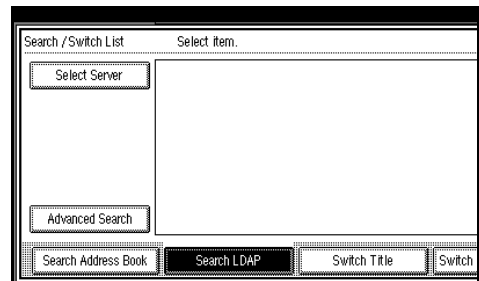 Search / Switch List Select item.
Select Server
Advanced Search
Search Address Book Search LDAP Switch Title Switch